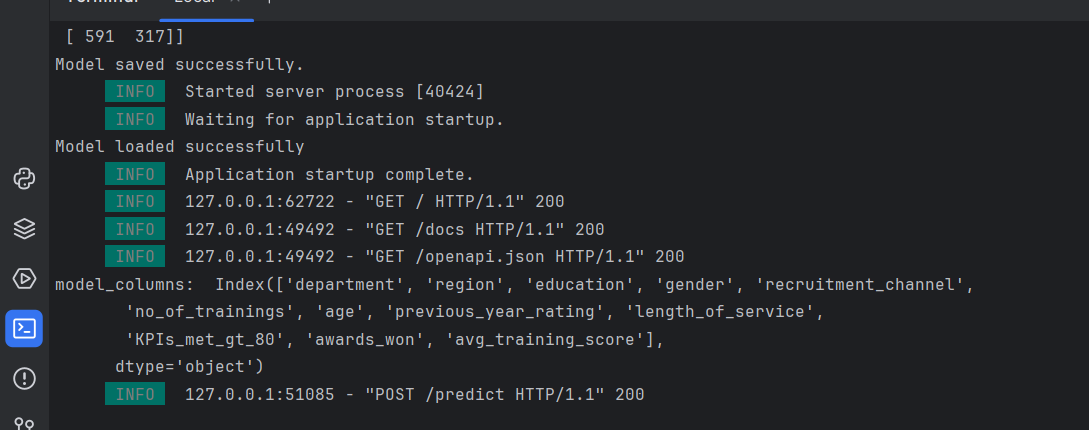 Terminal Local × +
[ 591  317]]
Model saved successfully.
INFO   Started server process [40424]
INFO   Waiting for application startup.
Model loaded successfully
INFO   Application startup complete.
INFO   127.0.0.1:62722 - "GET / HTTP/1.1" 200
INFO   127.0.0.1:49492 - "GET /docs HTTP/1.1" 200
INFO   127.0.0.1:49492 - "GET /openapi.json HTTP/1.1" 200
model_columns:  Index(['department', 'region', 'education', 'gender', 'recruitment_channel',
'no_of_trainings', 'age', 'previous_year_rating', 'length_of_service',
'KPIs_met_gt_80', 'awards_won', 'avg_training_score'],
dtype='object')
INFO   127.0.0.1:51085 - "POST /predict HTTP/1.1" 200